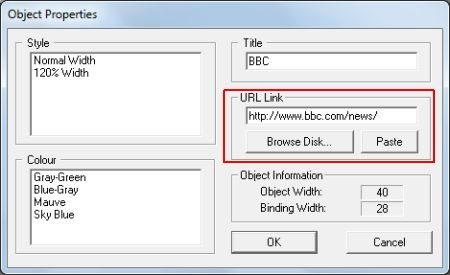 Object Properties
Style
Normal Width
120% Width
Title
BBC
URL Link
http://www.bbc.com/news/
Browse Disk...
Paste
Colour
Gray-Green
Blue-Gray
Mauve
Sky Blue
Object Information
Object Width: 40
Binding Width: 28
OK
Cancel